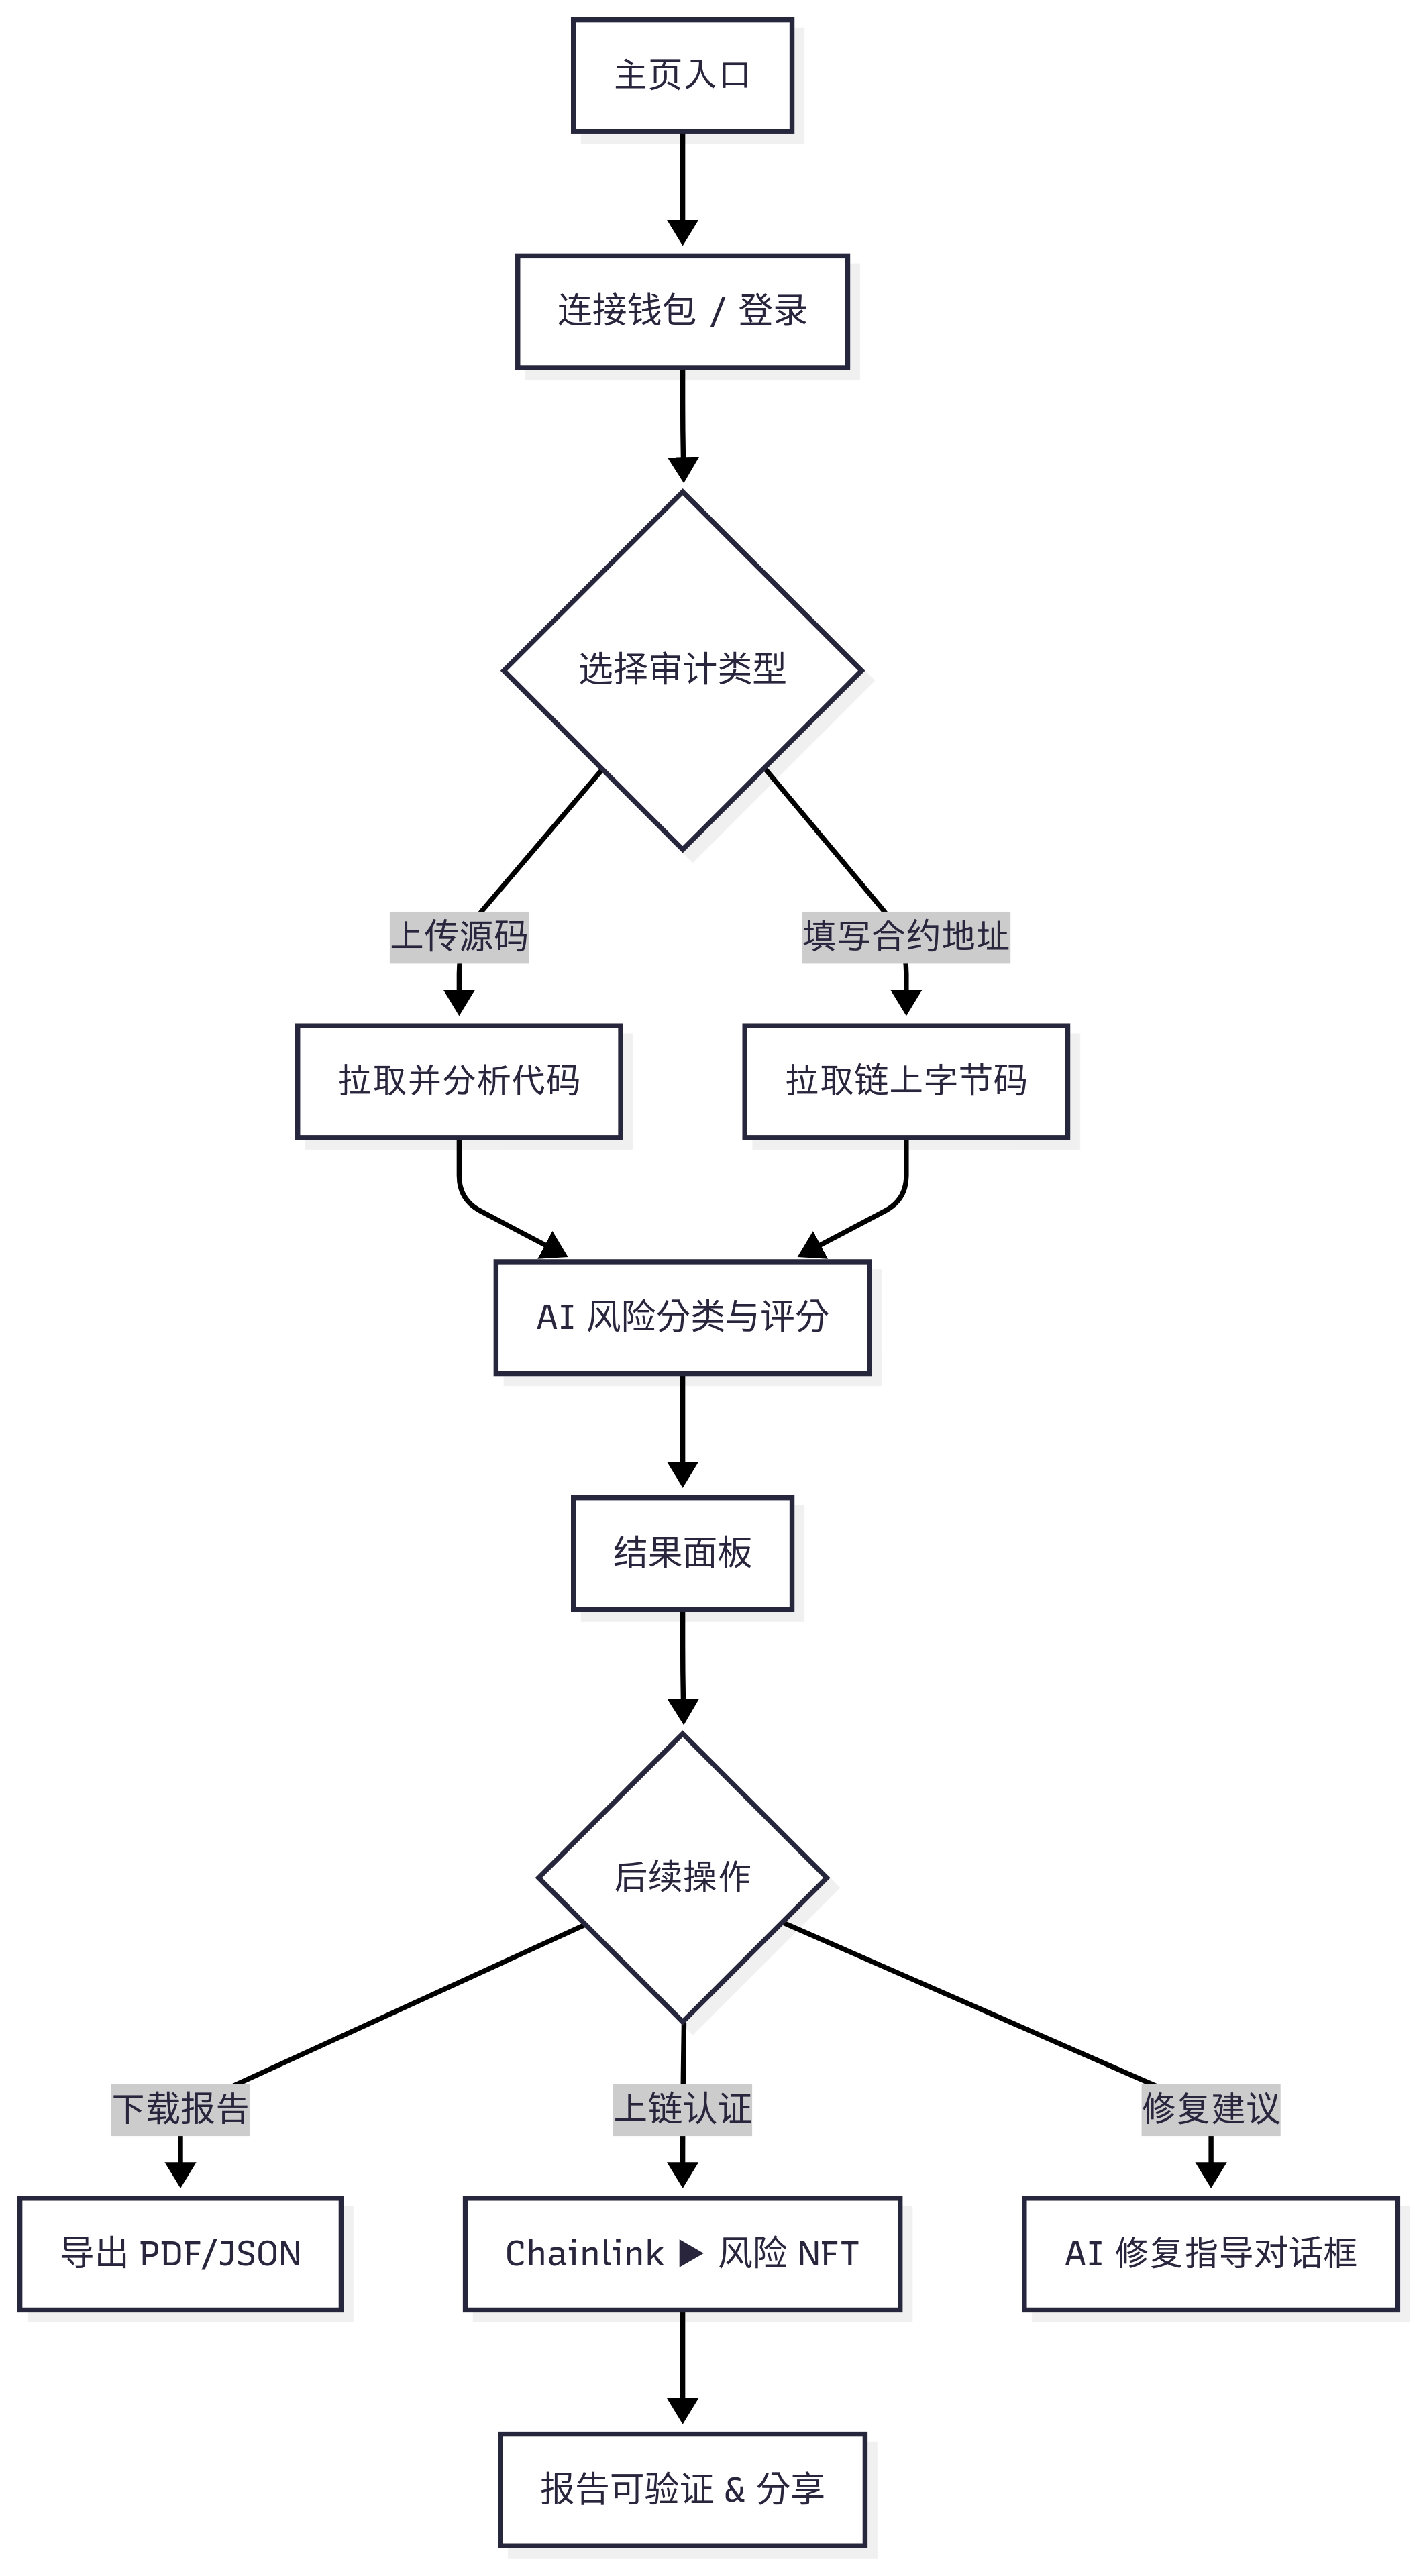 主页入口
连接钱包 / 登录
选择审计类型
上传源码
填写合约地址
拉取并分析代码
拉取链上字节码
AI 风险分类与评分
结果面板
后续操作
下载报告
上链认证
修复建议
导出 PDF/JSON
Chainlink ▶ 风险 NFT
AI 修复指导对话框
报告可验证 & 分享